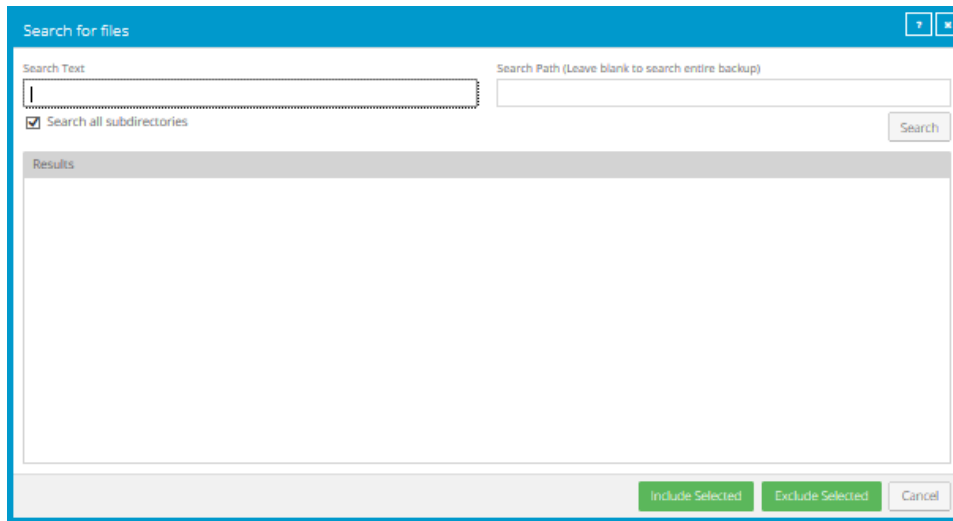 Search for files
?
Search Text
Search Path (Leave blank to search entire backup)
Search all subdirectories
Search
Results
Include Selected
Exclude Selected
Cancel